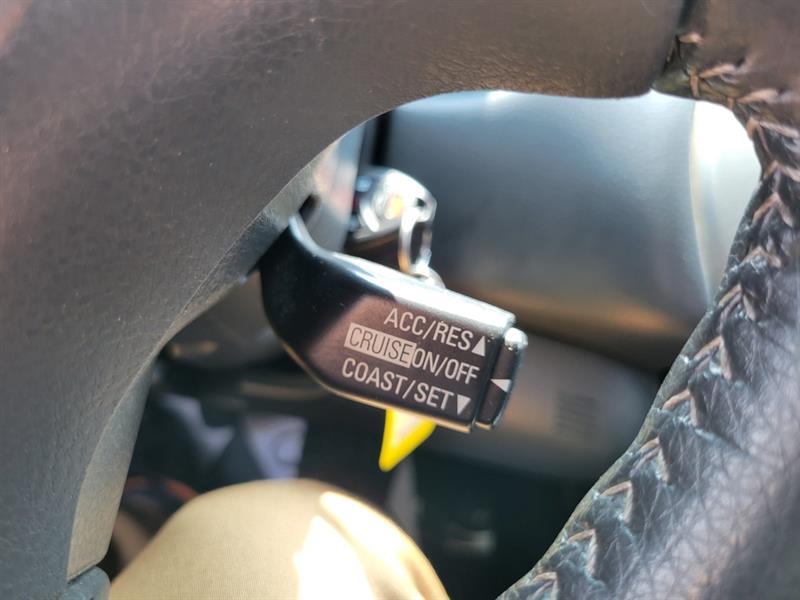 ACC/RES▲
CRUISE ON/OFF ◀
COAST/SET▼